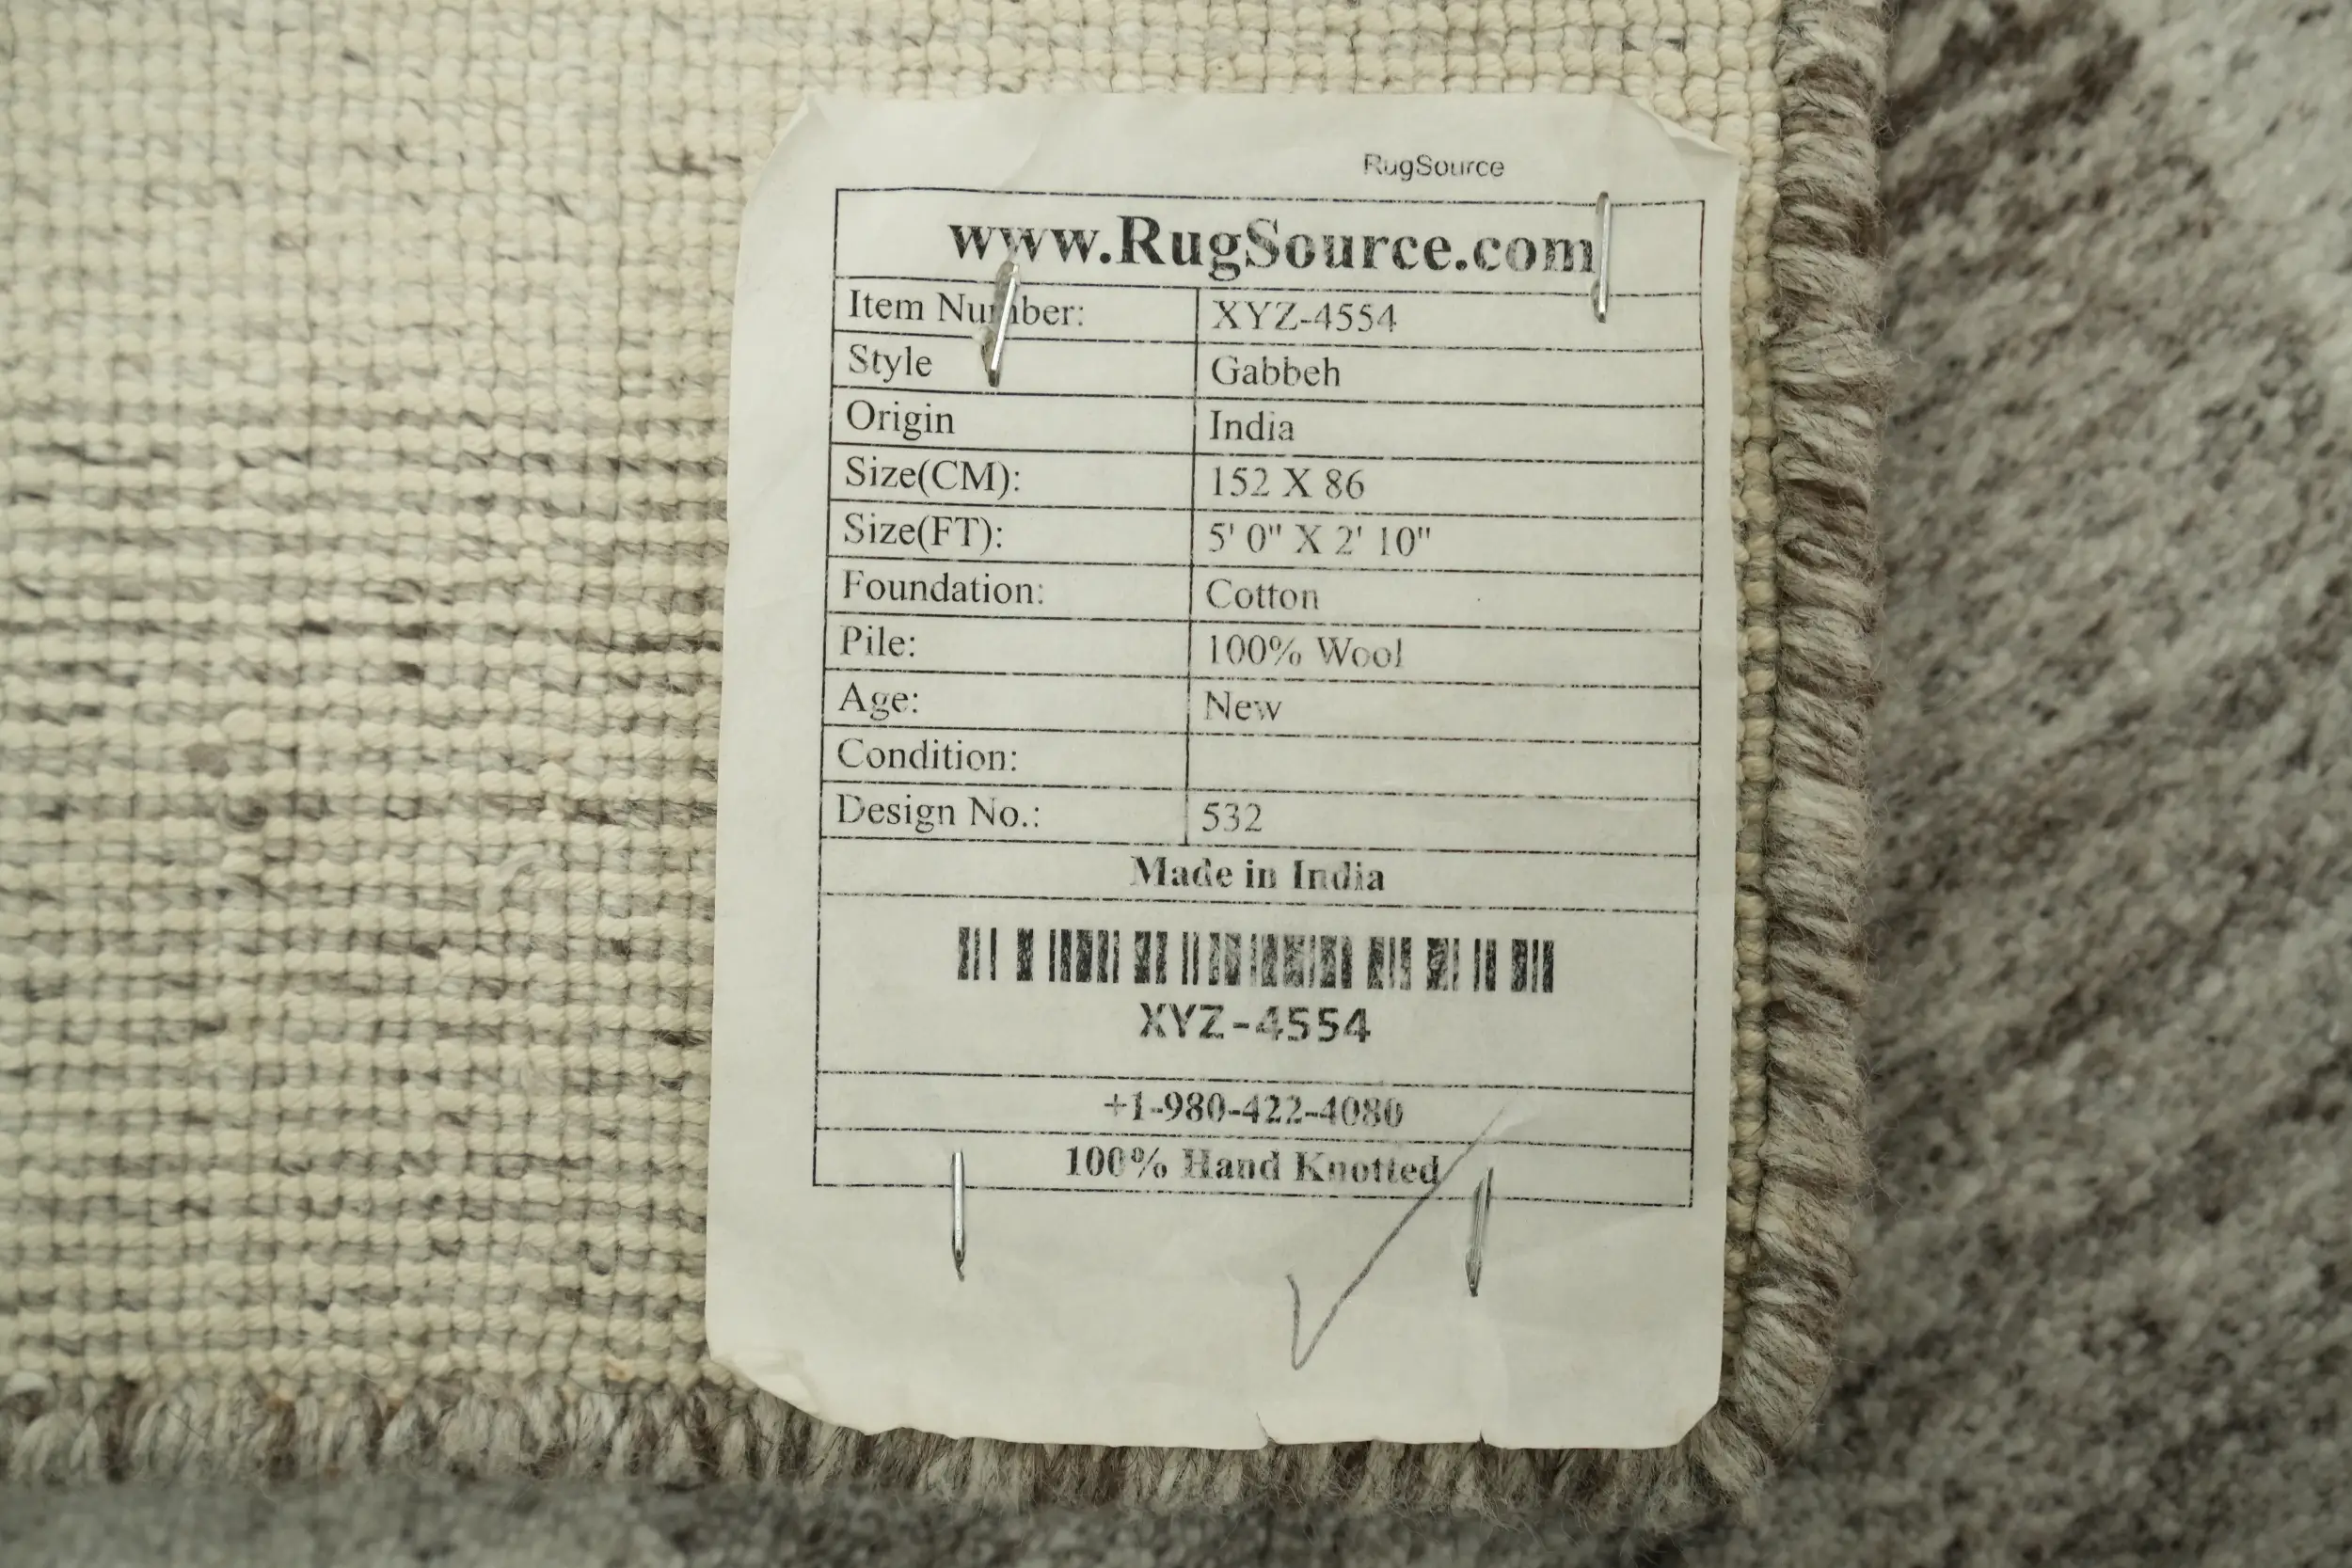 RugSource
www.RugSource.com
Item Number: XYZ-4554
Style Gabbeh
Origin India
Size(CM): 152 X 86
Size(FT): 5' 0" X 2' 10"
Foundation: Cotton
Pile: 100% Wool
Age: New
Condition:
Design No.: 532
Made in India
XYZ-4554
+1-980-422-4080
100% Hand Knotted